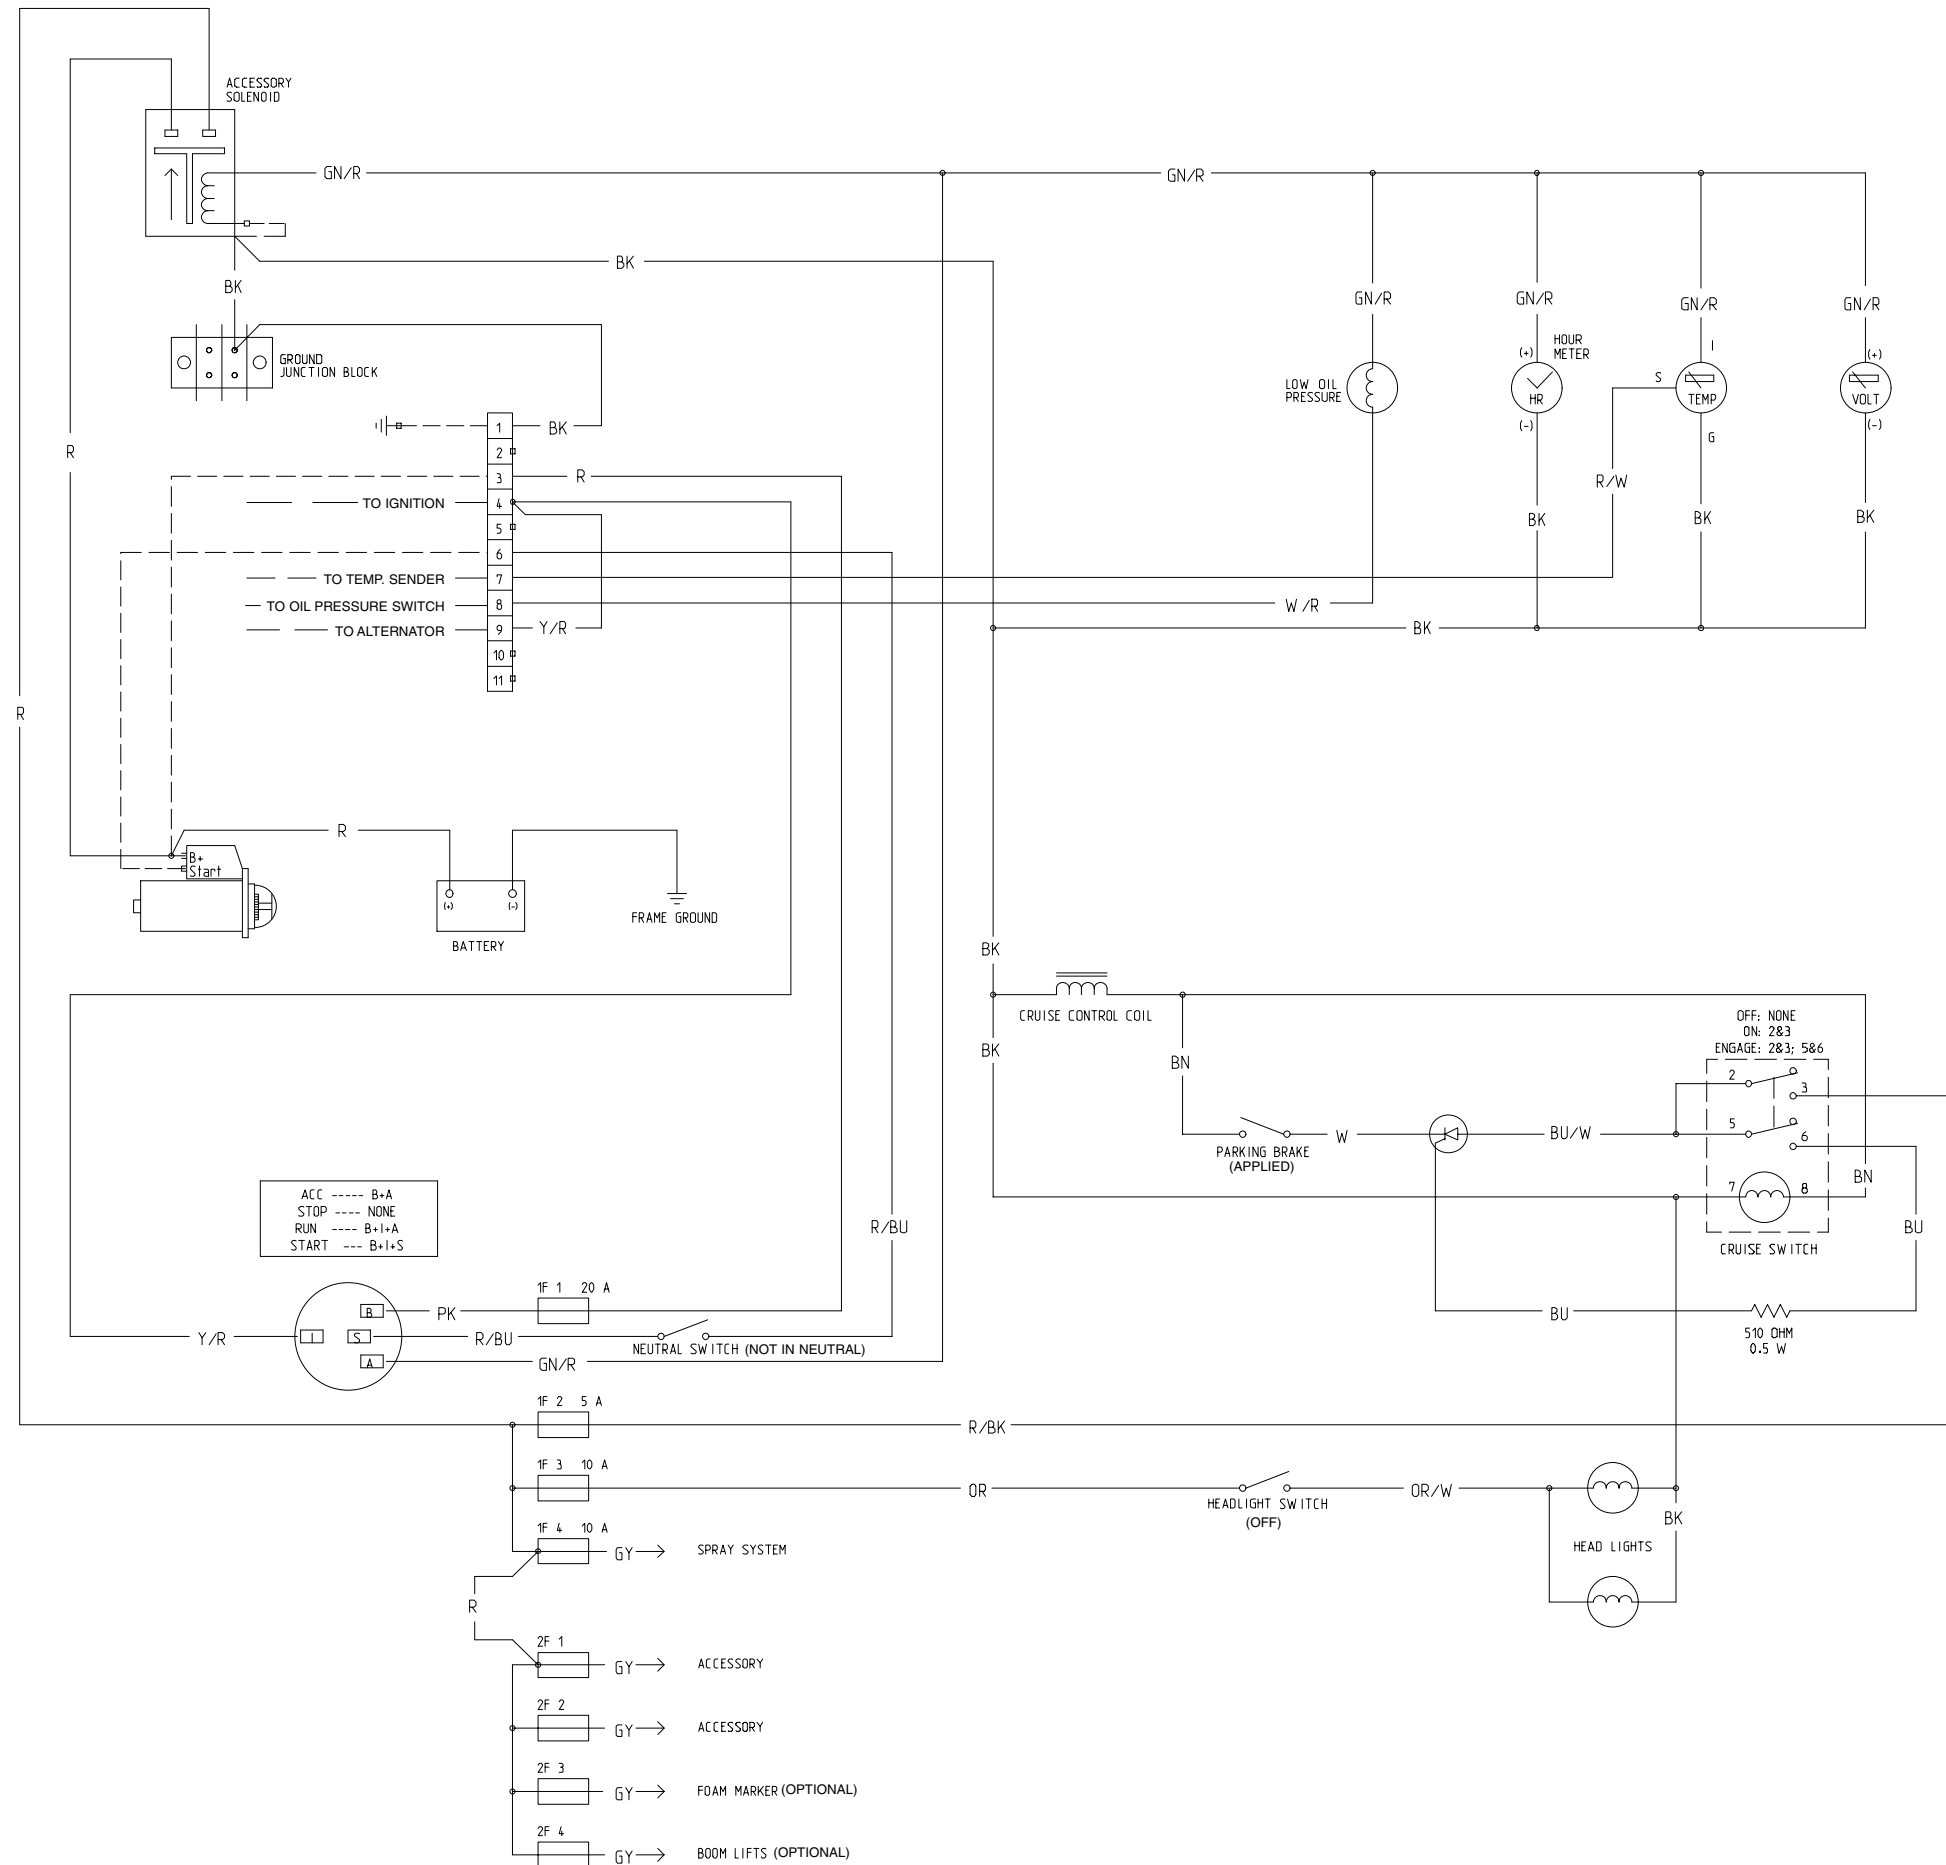 ACCESSORY
SOLENOID
GN/R
GN/R
BK
BK
GN/R
GN/R
GN/R
GN/R
GROUND
JUNCTION BLOCK
HOUR
METER
(+)
I
(+)
LOW OIL
PRESSURE
HR
S
TEMP
VOLT
(-)
G
(-)
R
1
BK
2
3
R
TO IGNITION
4
5
6
TO TEMP. SENDER
7
TO OIL PRESSURE SWITCH
8
W/R
TO ALTERNATOR
9
Y/R
10
11
R/W
BK
BK
BK
BK
R
B+
Start
R
(+)
(-)
BATTERY
FRAME GROUND
BK
CRUISE CONTROL COIL
BK
BN
OFF: NONE
ON: 2&3
ENGAGE: 2&3; 5&6
2
3
5
6
PARKING BRAKE
(APPLIED)
W
BU/W
7
8
BN
CRUISE SWITCH
BU
BU
510 OHM
0.5 W
ACC ----- B+A
STOP ---- NONE
RUN ---- B+I+A
START --- B+I+S
R/BU
1F 1 20 A
B
PK
Y/R
I
S
R/BU
NEUTRAL SWITCH (NOT IN NEUTRAL)
A
GN/R
1F 2 5 A
R/BK
1F 3 10 A
OR
HEADLIGHT SWITCH
(OFF)
OR/W
BK
HEAD LIGHTS
1F 4 10 A
GY
SPRAY SYSTEM
R
2F 1
GY
ACCESSORY
2F 2
GY
ACCESSORY
2F 3
GY
FOAM MARKER (OPTIONAL)
2F 4
GY
BOOM LIFTS (OPTIONAL)